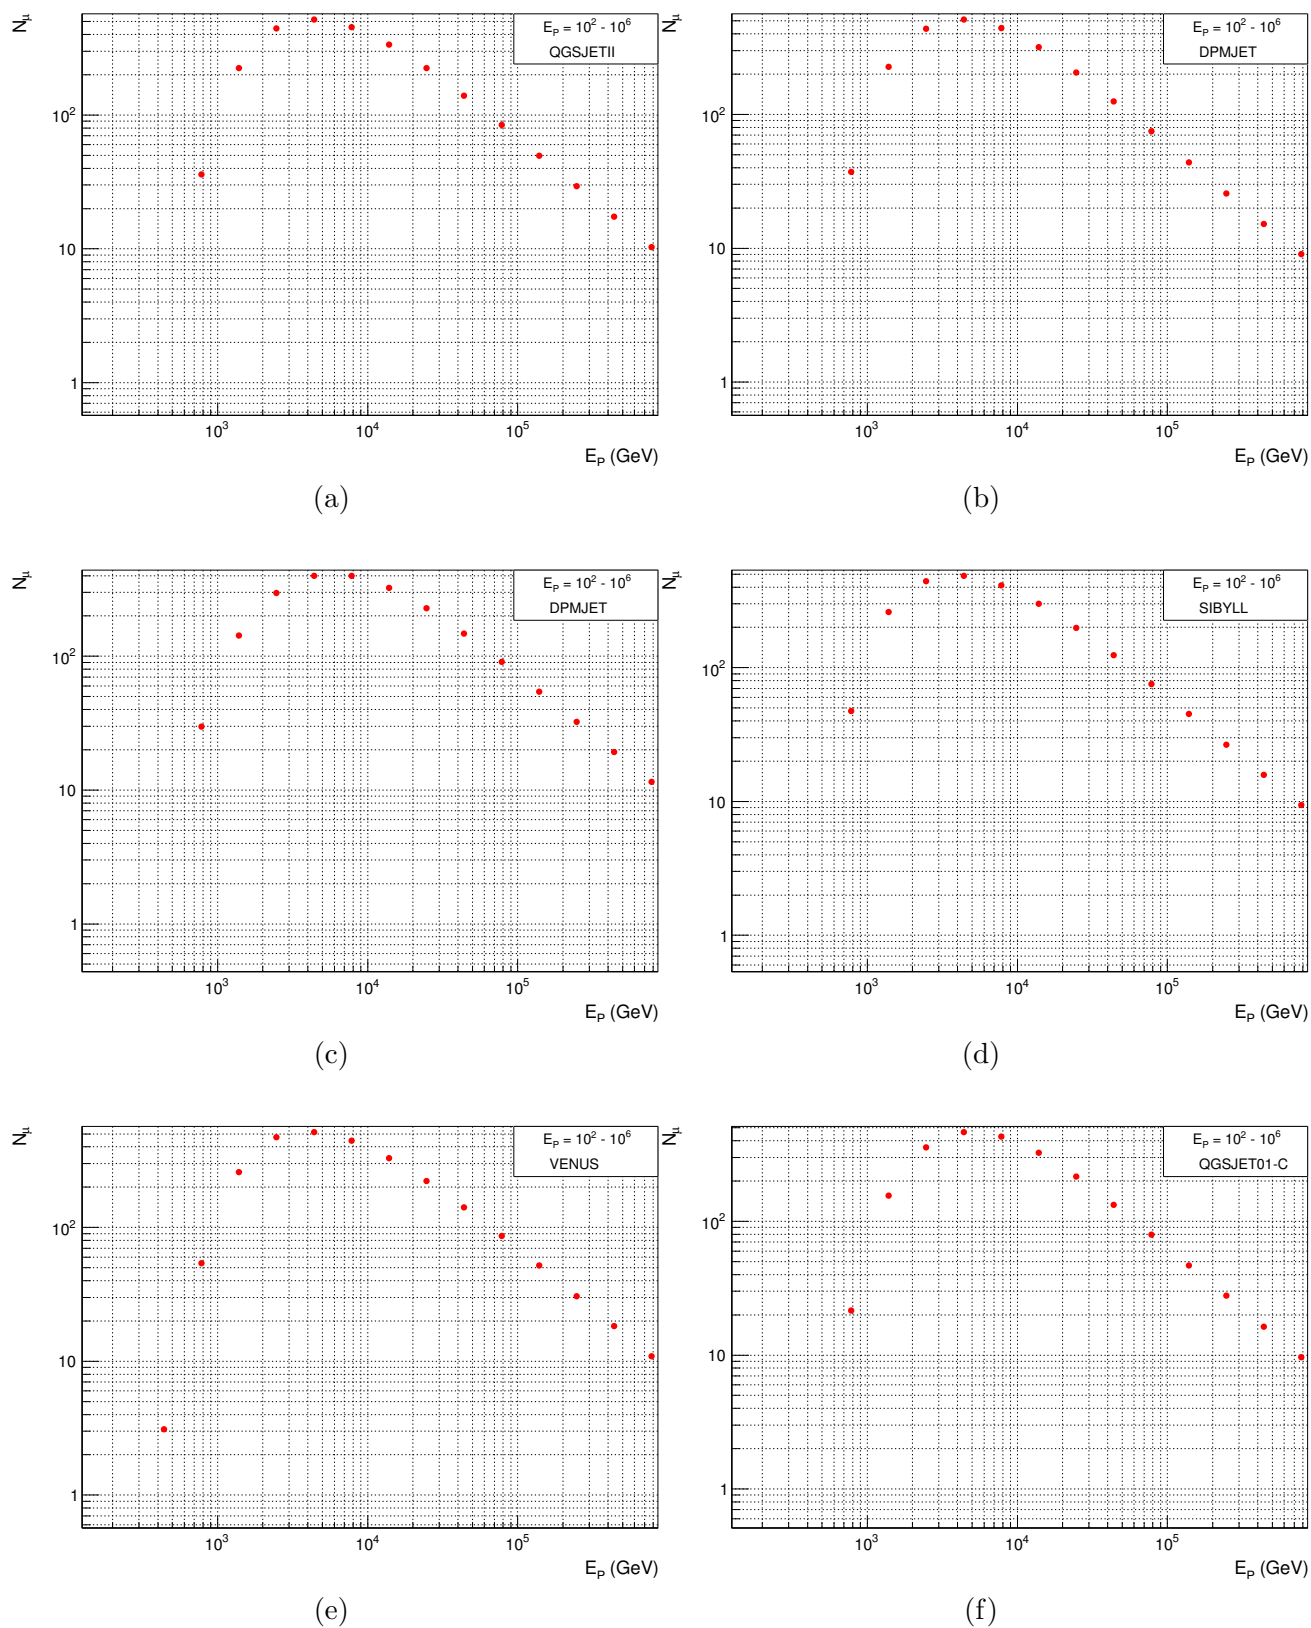 N_μ
E_P = 10^2 - 10^6
QGSJETII
10^2
10
1
10^3 10^4 10^5
E_P (GeV)
(a)
N_μ
E_P = 10^2 - 10^6
DPMJET
10^2
10
1
10^3 10^4 10^5
E_P (GeV)
(b)
N_μ
E_P = 10^2 - 10^6
DPMJET
10^2
10
1
10^3 10^4 10^5
E_P (GeV)
(c)
N_μ
E_P = 10^2 - 10^6
SIBYLL
10^2
10
1
10^3 10^4 10^5
E_P (GeV)
(d)
N_μ
E_P = 10^2 - 10^6
VENUS
10^2
10
1
10^3 10^4 10^5
E_P (GeV)
(e)
N_μ
E_P = 10^2 - 10^6
QGSJET01-C
10^2
10
1
10^3 10^4 10^5
E_P (GeV)
(f)